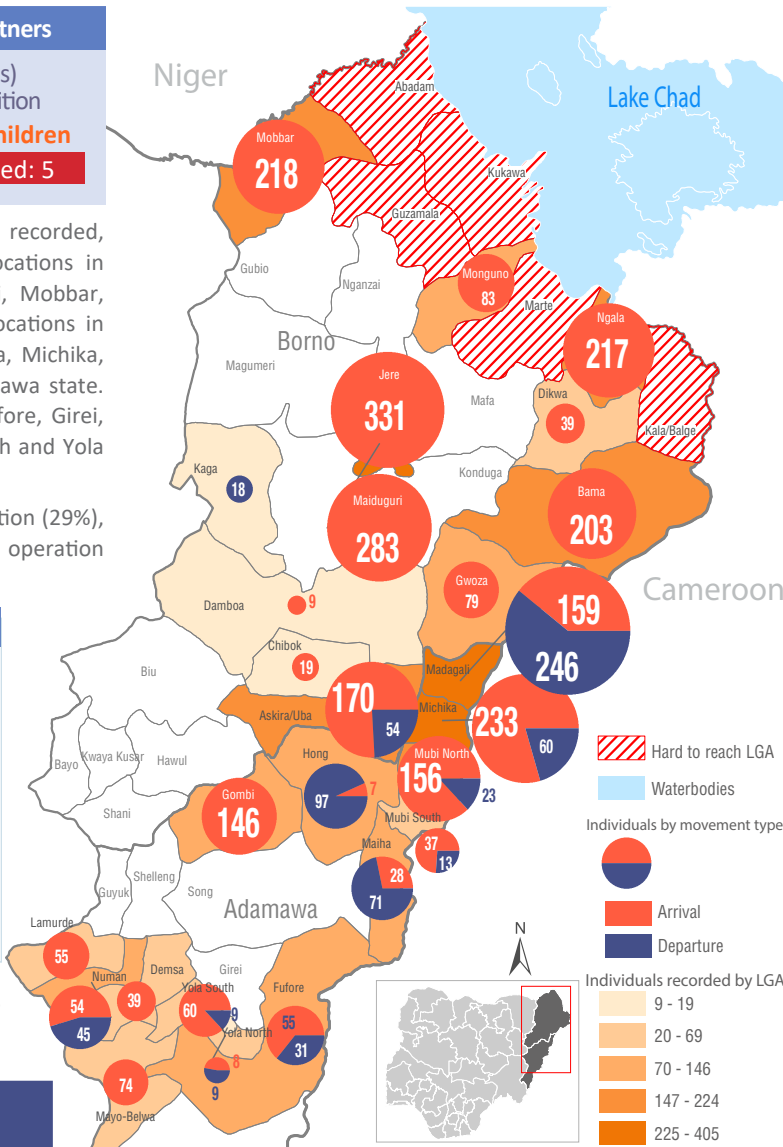 tners
s)
ition
hildren
ed: 5
recorded,
ocations in
i, Mobbar,
ocations in
a, Michika,
awa state.
fore, Girei,
h and Yola
tion (29%),
operation
Niger
Lake Chad
Abadam
Mobbar
218
Kukawa
Guzamala
Gubio
Nganzai
Monguno
83
Marte
Ngala
217
Borno
Magumeri
Jere
331
Mafa
Dikwa
39
Kala/Balge
Kaga
18
Konduga
Maiduguri
283
Bama
203
Gwoza
79
Cameroon
Damboa
9
159
246
Chibok
19
Biu
Madagali
170
54
Askira/Uba
Michika
233
60
Bayo
Kwaya Kusar
Hawul
Hong
97
7
Mubi North
156
23
Hard to reach LGA
Waterbodies
Shani
Gombi
146
Mubi South
37
13
Individuals by movement type
Maiha
28
71
Guyuk
Shelleng
Song
Adamawa
Arrival
Departure
Lamurde
55
Numan
Demsa
Girei
N
54
45
39
Yola South
60
9
Fufore
55
31
Yola North
8
9
74
Mayo-Belwa
Individuals recorded by LGA
9 - 19
20 - 69
70 - 146
147 - 224
225 - 405